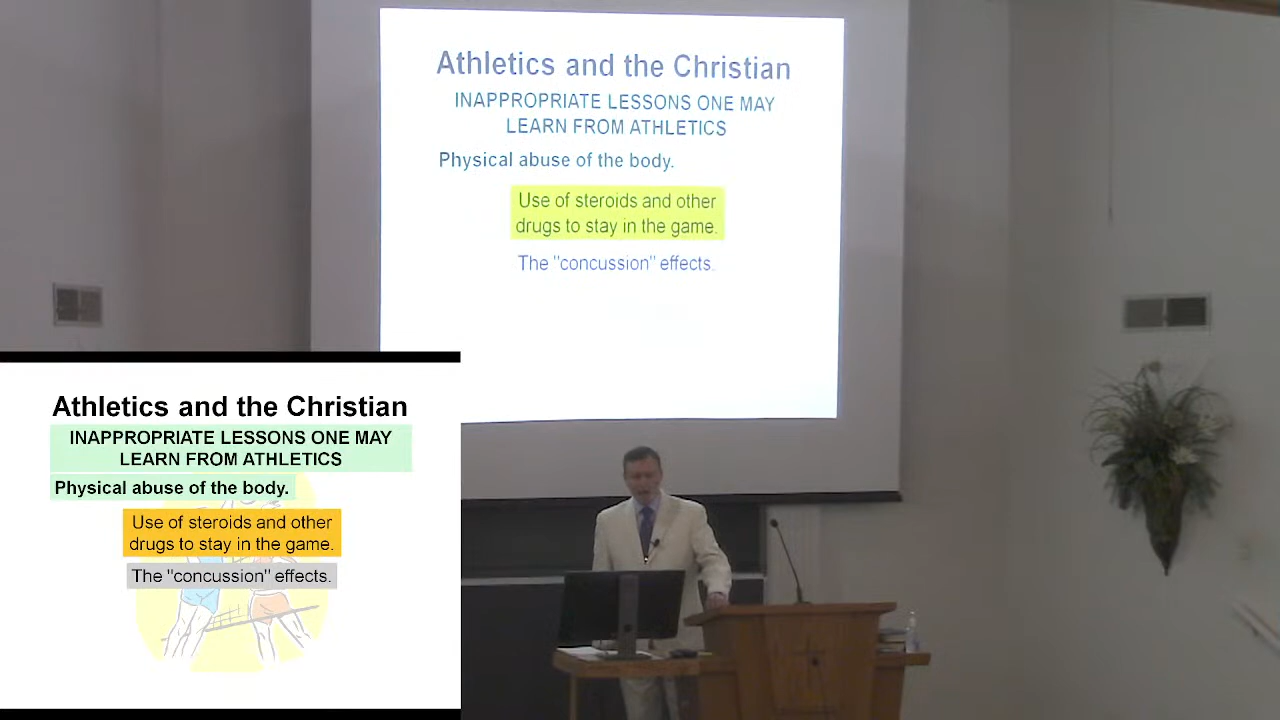 Athletics and the Christian
INAPPROPRIATE LESSONS ONE MAY
LEARN FROM ATHLETICS
Physical abuse of the body.
Use of steroids and other
drugs to stay in the game.
The "concussion" effects.
Athletics and the Christian
INAPPROPRIATE LESSONS ONE MAY
LEARN FROM ATHLETICS
Physical abuse of the body.
Use of steroids and other
drugs to stay in the game.
The "concussion" effects.